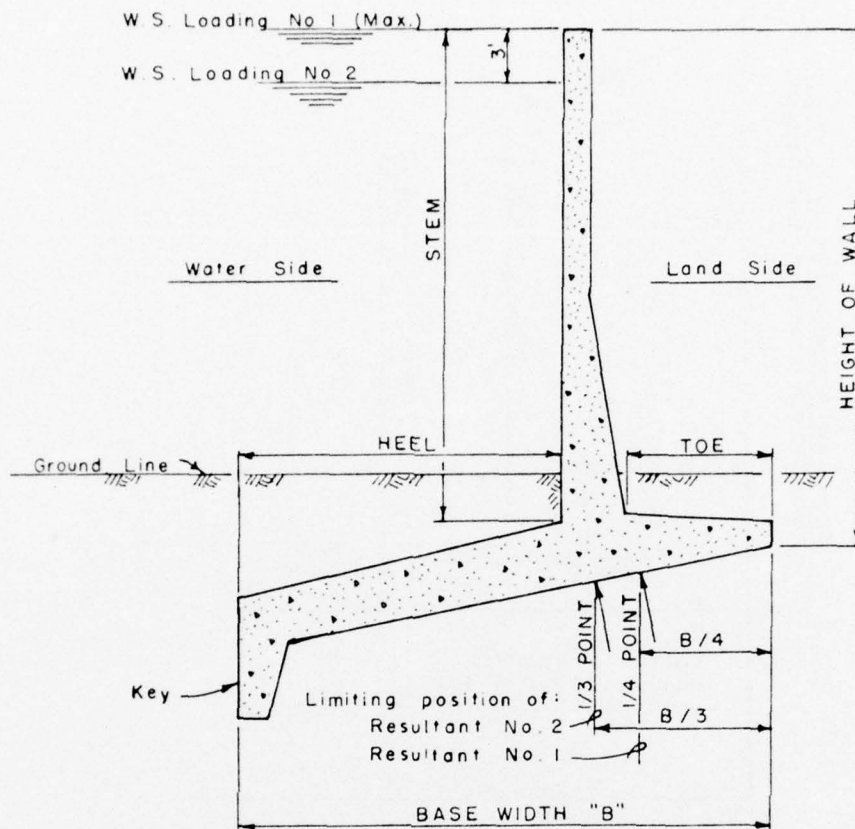 W.S. Loading No 1 (Max.)
3'
W.S. Loading No 2
STEM
HEIGHT OF WALL
Water Side
Land Side
HEEL
TOE
Ground Line
1/3 POINT
1/4 POINT
B/4
Key
Limiting position of:
Resultant No. 2
B/3
Resultant No. 1
BASE WIDTH "B"